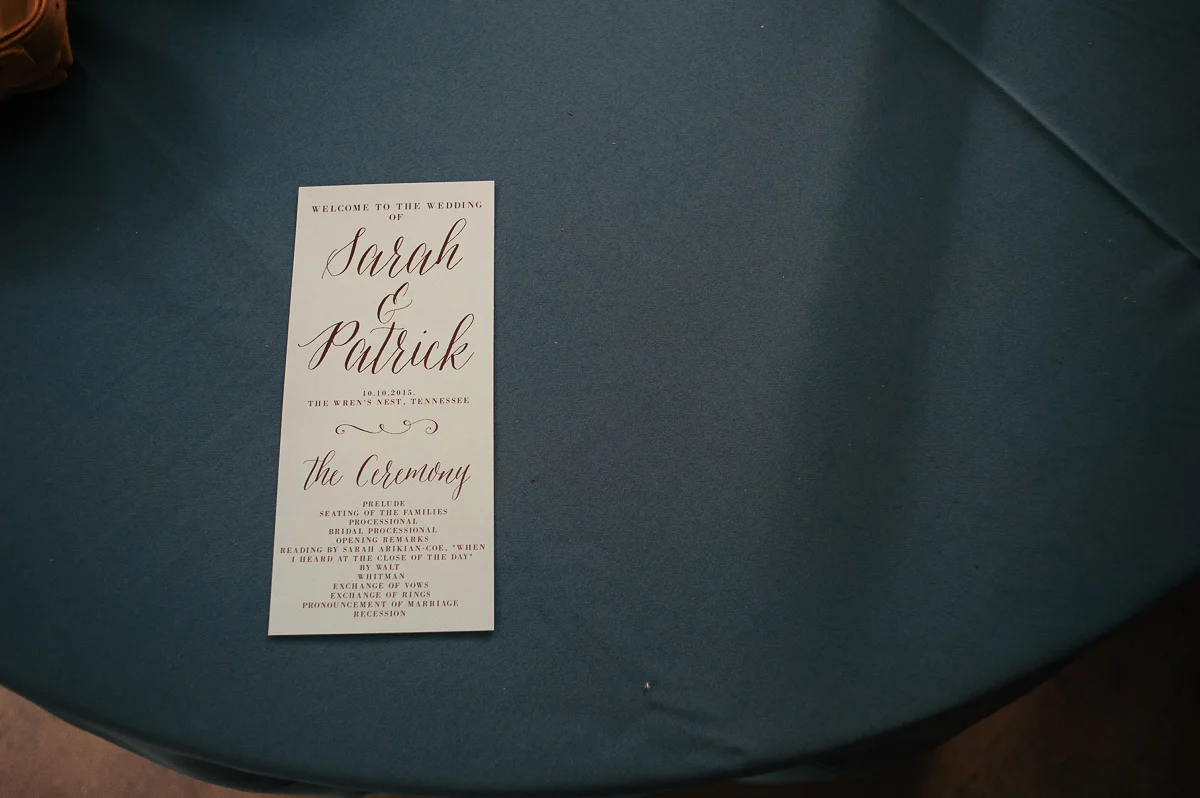 WELCOME TO THE WEDDING
OF
Sarah
&
Patrick
10.10.2015.
THE WREN'S NEST, TENNESSEE
the Ceremony
PRELUDE
SEATING OF THE FAMILIES
PROCESSIONAL
BRIDAL PROCESSIONAL
OPENING REMARKS
READING BY SARAH ARIKIAN-COE, "WHEN
I HEARD AT THE CLOSE OF THE DAY"
BY WALT
WHITMAN
EXCHANGE OF VOWS
EXCHANGE OF RINGS
PRONOUNCEMENT OF MARRIAGE
RECESSION